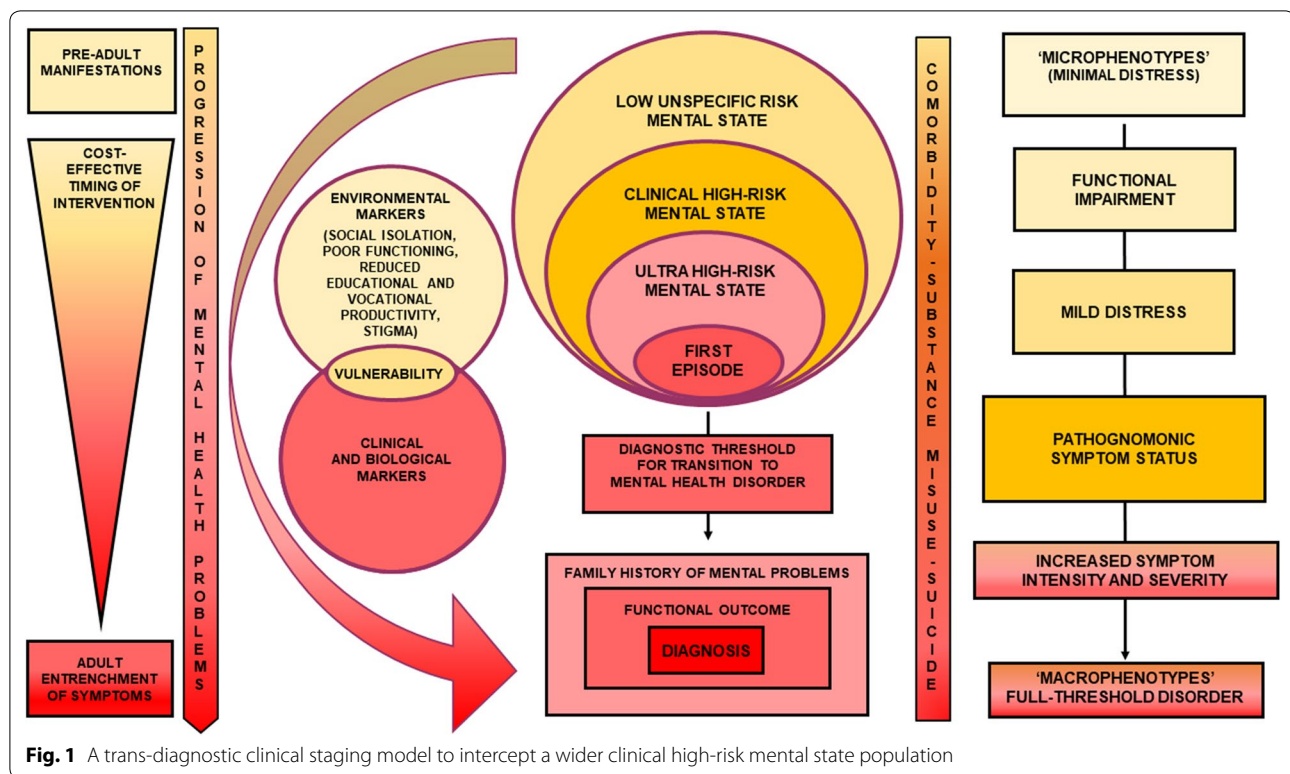 PRE-ADULT
MANIFESTATIONS
COST-
EFFECTIVE
TIMING OF
INTERVENTION
ADULT
ENTRENCHMENT
OF SYMPTOMS
PROGRESSION OF MENTAL HEALTH PROBLEMS
ENVIRONMENTAL
MARKERS
(SOCIAL ISOLATION,
POOR FUNCTIONING,
REDUCED
EDUCATIONAL AND
VOCATIONAL
PRODUCTIVITY,
STIGMA)
VULNERABILITY
CLINICAL
AND BIOLOGICAL
MARKERS
LOW UNSPECIFIC RISK
MENTAL STATE
CLINICAL HIGH-RISK
MENTAL STATE
ULTRA HIGH-RISK
MENTAL STATE
FIRST
EPISODE
DIAGNOSTIC THRESHOLD
FOR TRANSITION TO
MENTAL HEALTH DISORDER
FAMILY HISTORY OF MENTAL PROBLEMS
FUNCTIONAL OUTCOME
DIAGNOSIS
COMORBIDITY-SUBSTANCE MISUSE-SUICIDE
‘MICROPHENOTYPES’
(MINIMAL DISTRESS)
FUNCTIONAL
IMPAIRMENT
MILD DISTRESS
PATHOGNOMONIC
SYMPTOM STATUS
INCREASED SYMPTOM
INTENSITY AND SEVERITY
‘MACROPHENOTYPES’
FULL-THRESHOLD DISORDER
Fig. 1 A trans-diagnostic clinical staging model to intercept a wider clinical high-risk mental state population